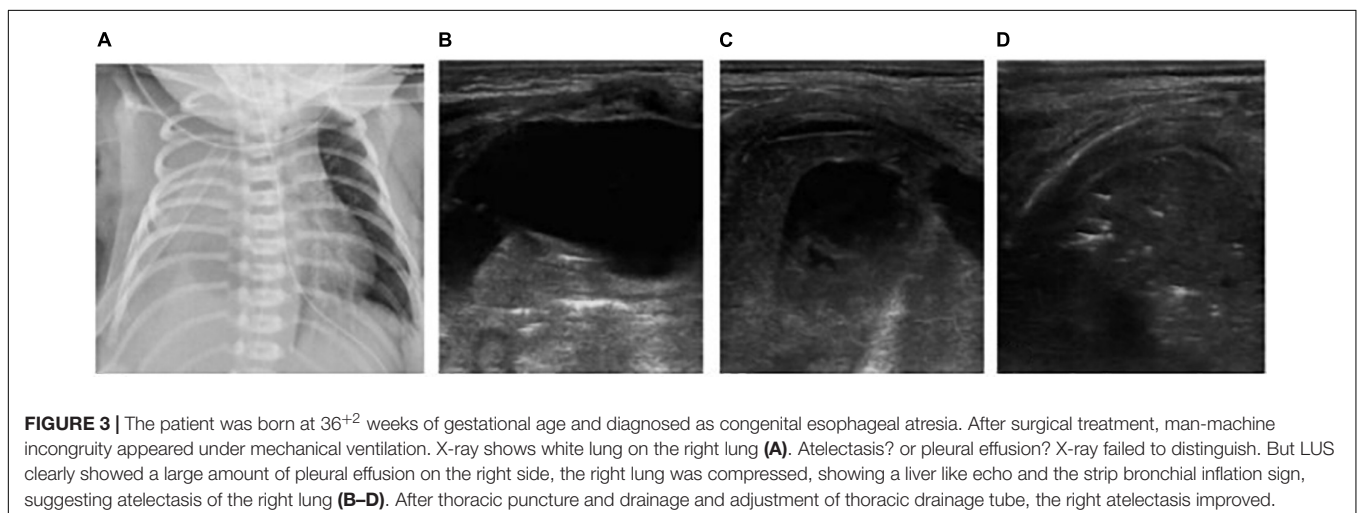 A B C D
FIGURE 3 | The patient was born at 36+2 weeks of gestational age and diagnosed as congenital esophageal atresia. After surgical treatment, man-machine
incongruity appeared under mechanical ventilation. X-ray shows white lung on the right lung (A). Atelectasis? or pleural effusion? X-ray failed to distinguish. But LUS
clearly showed a large amount of pleural effusion on the right side, the right lung was compressed, showing a liver like echo and the strip bronchial inflation sign,
suggesting atelectasis of the right lung (B–D). After thoracic puncture and drainage and adjustment of thoracic drainage tube, the right atelectasis improved.